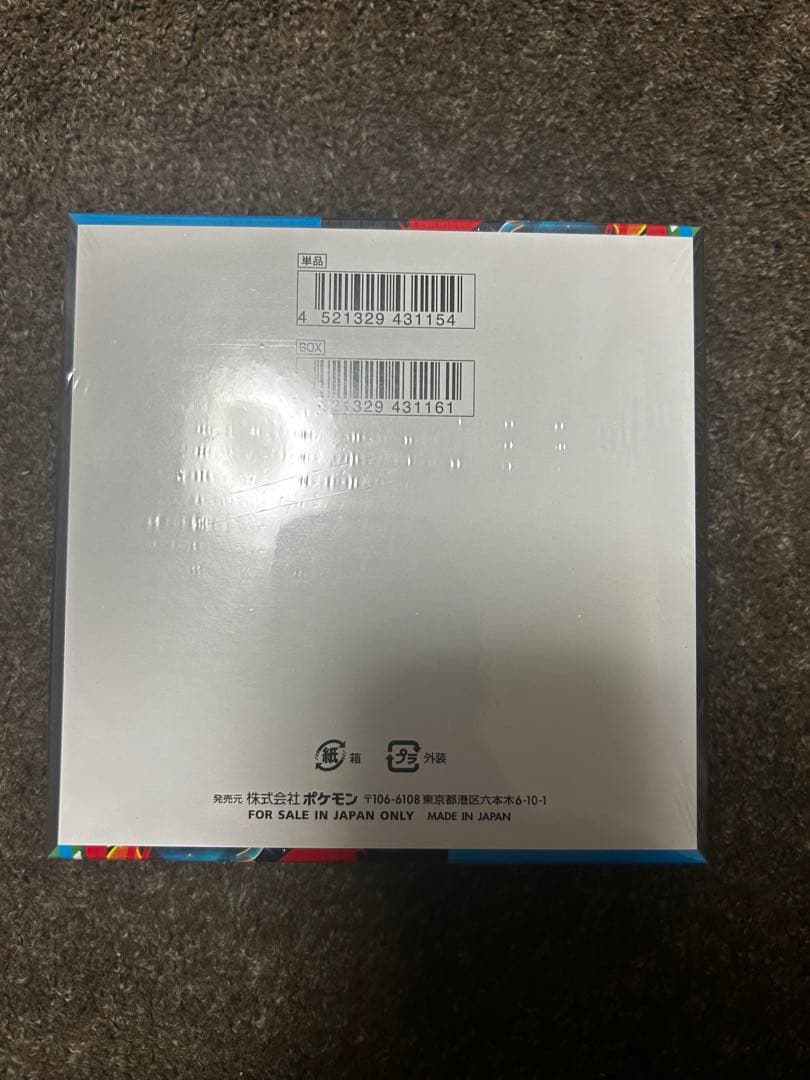 単品
4 521329 431154
BOX
21329 431161
紙 箱
プラ 外装
発売元 株式会社ポケモン 〒106-6108 東京都港区六本木6-10-1
FOR SALE IN JAPAN ONLY MADE IN JAPAN